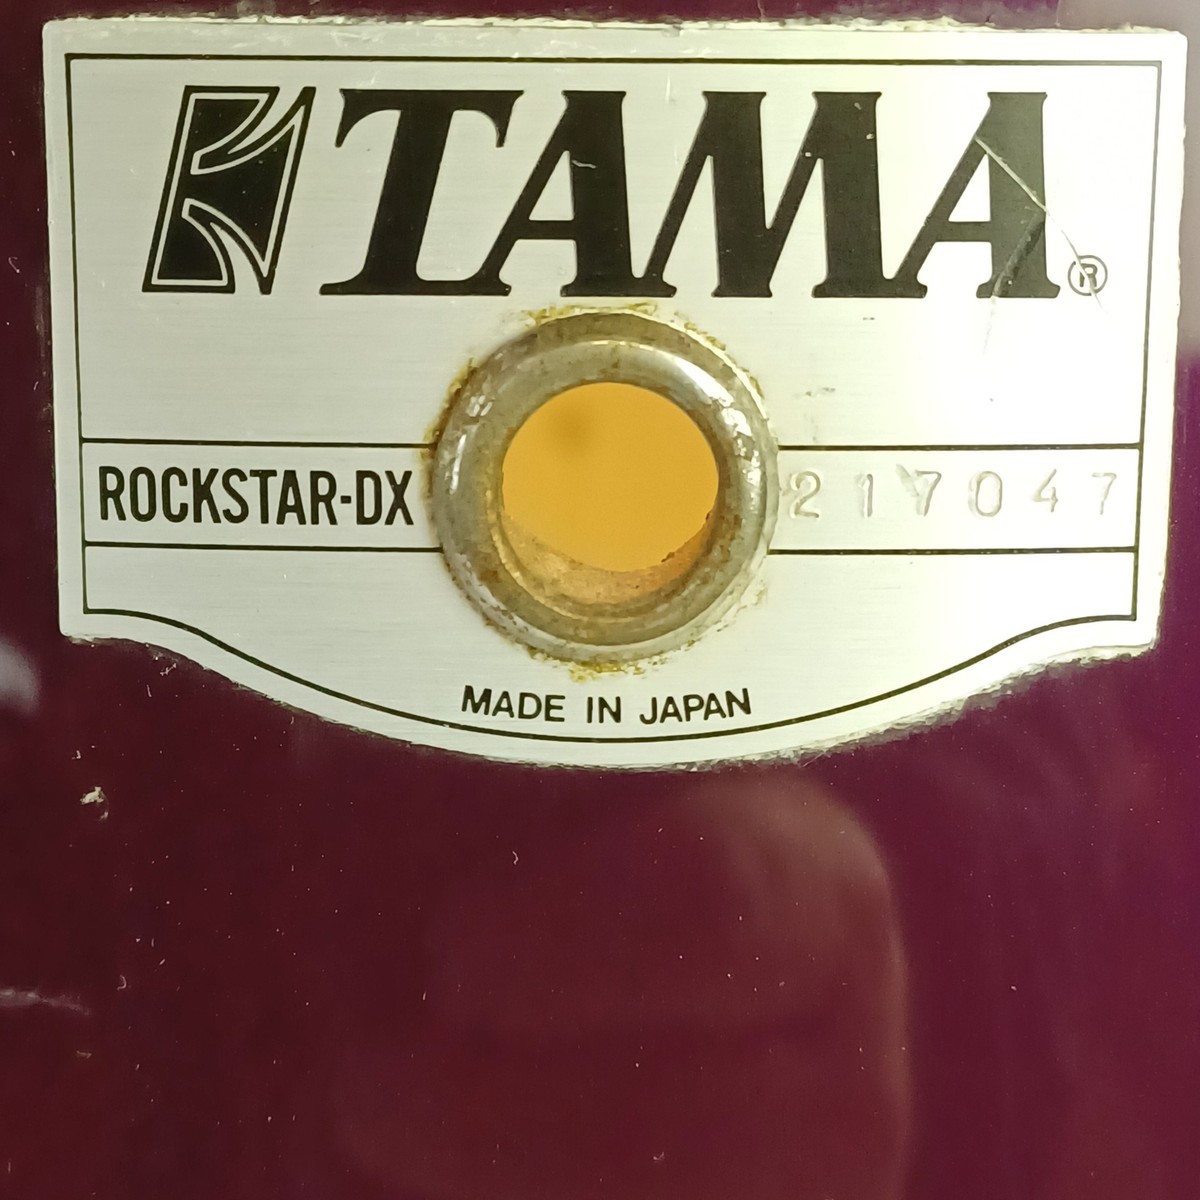 TAMA®
ROCKSTAR-DX 217047
MADE IN JAPAN